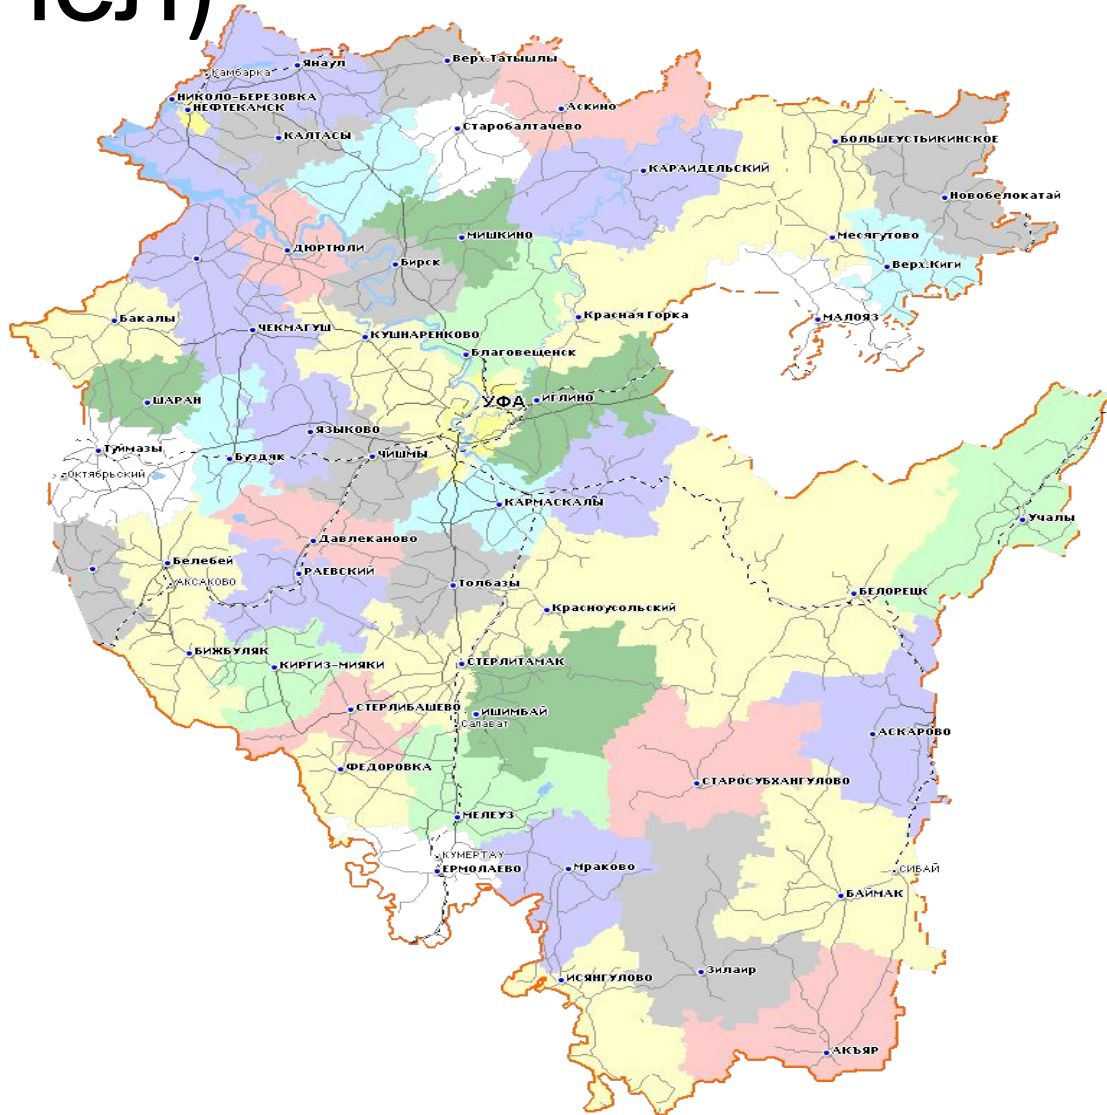 ЧСЛ)
Янаул
Верх.Татышлы
Камбарка
НИКОЛО-БЕРЕЗОВКА
НЕФТЕКАМСК
Аскино
КАЛТАСЫ
Старобалтачево
БОЛЬШЕУСТЬИКИНСКОЕ
КАРАИДЕЛЬСКИЙ
Новобелокатай
МИШКИНО
Месягутово
ДЮРТЮЛИ
Бирск
Верх.Киги
Бакалы
ЧЕКМАГУШ
КУШНАРЕНКОВО
Красная Горка
МАЛОЯЗ
Благовещенск
ШАРАН
УФА
ИГЛИНО
ЯЗЫКОВО
Туймазы
Буздяк
ЧИШМЫ
Октябрьский
КАРМАСКАЛЫ
Учалы
Давлеканово
Белебей
РАЕВСКИЙ
АКСАКОВО
Толбазы
БЕЛОРЕЦК
Красноусольский
БИЖБУЛЯК
КИРГИЗ-МИЯКИ
СТЕРЛИТАМАК
СТЕРЛИБАШЕВО
ИШИМБАЙ
Салават
АСКАРОВО
ФЕДОРОВКА
СТАРОСУБХАНГУЛОВО
МЕЛЕУЗ
КУМЕРТАУ
ЕРМОЛАЕВО
Мраково
СИБАЙ
БАЙМАК
Зилаир
ИСЯНГУЛОВО
АКЪЯР